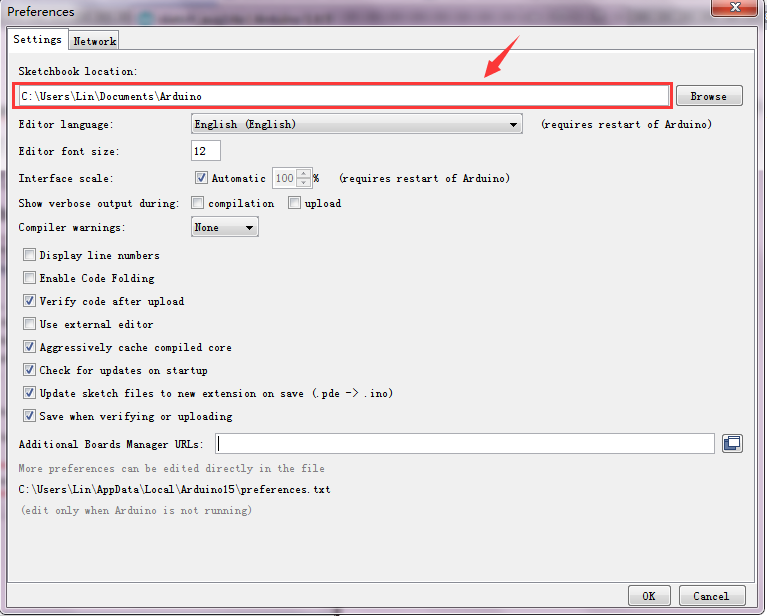 Preferences
Settings Network
Sketchbook location:
C:\Users\Lin\Documents\Arduino Browse
Editor language: English (English) (requires restart of Arduino)
Editor font size: 12
Interface scale: Automatic 100 % (requires restart of Arduino)
Show verbose output during: compilation upload
Compiler warnings: None
Display line numbers
Enable Code Folding
Verify code after upload
Use external editor
Aggressively cache compiled core
Check for updates on startup
Update sketch files to new extension on save (.pde -> .ino)
Save when verifying or uploading
Additional Boards Manager URLs:
More preferences can be edited directly in the file
C:\Users\Lin\AppData\Local\Arduino15\preferences.txt
(edit only when Arduino is not running)
OK Cancel